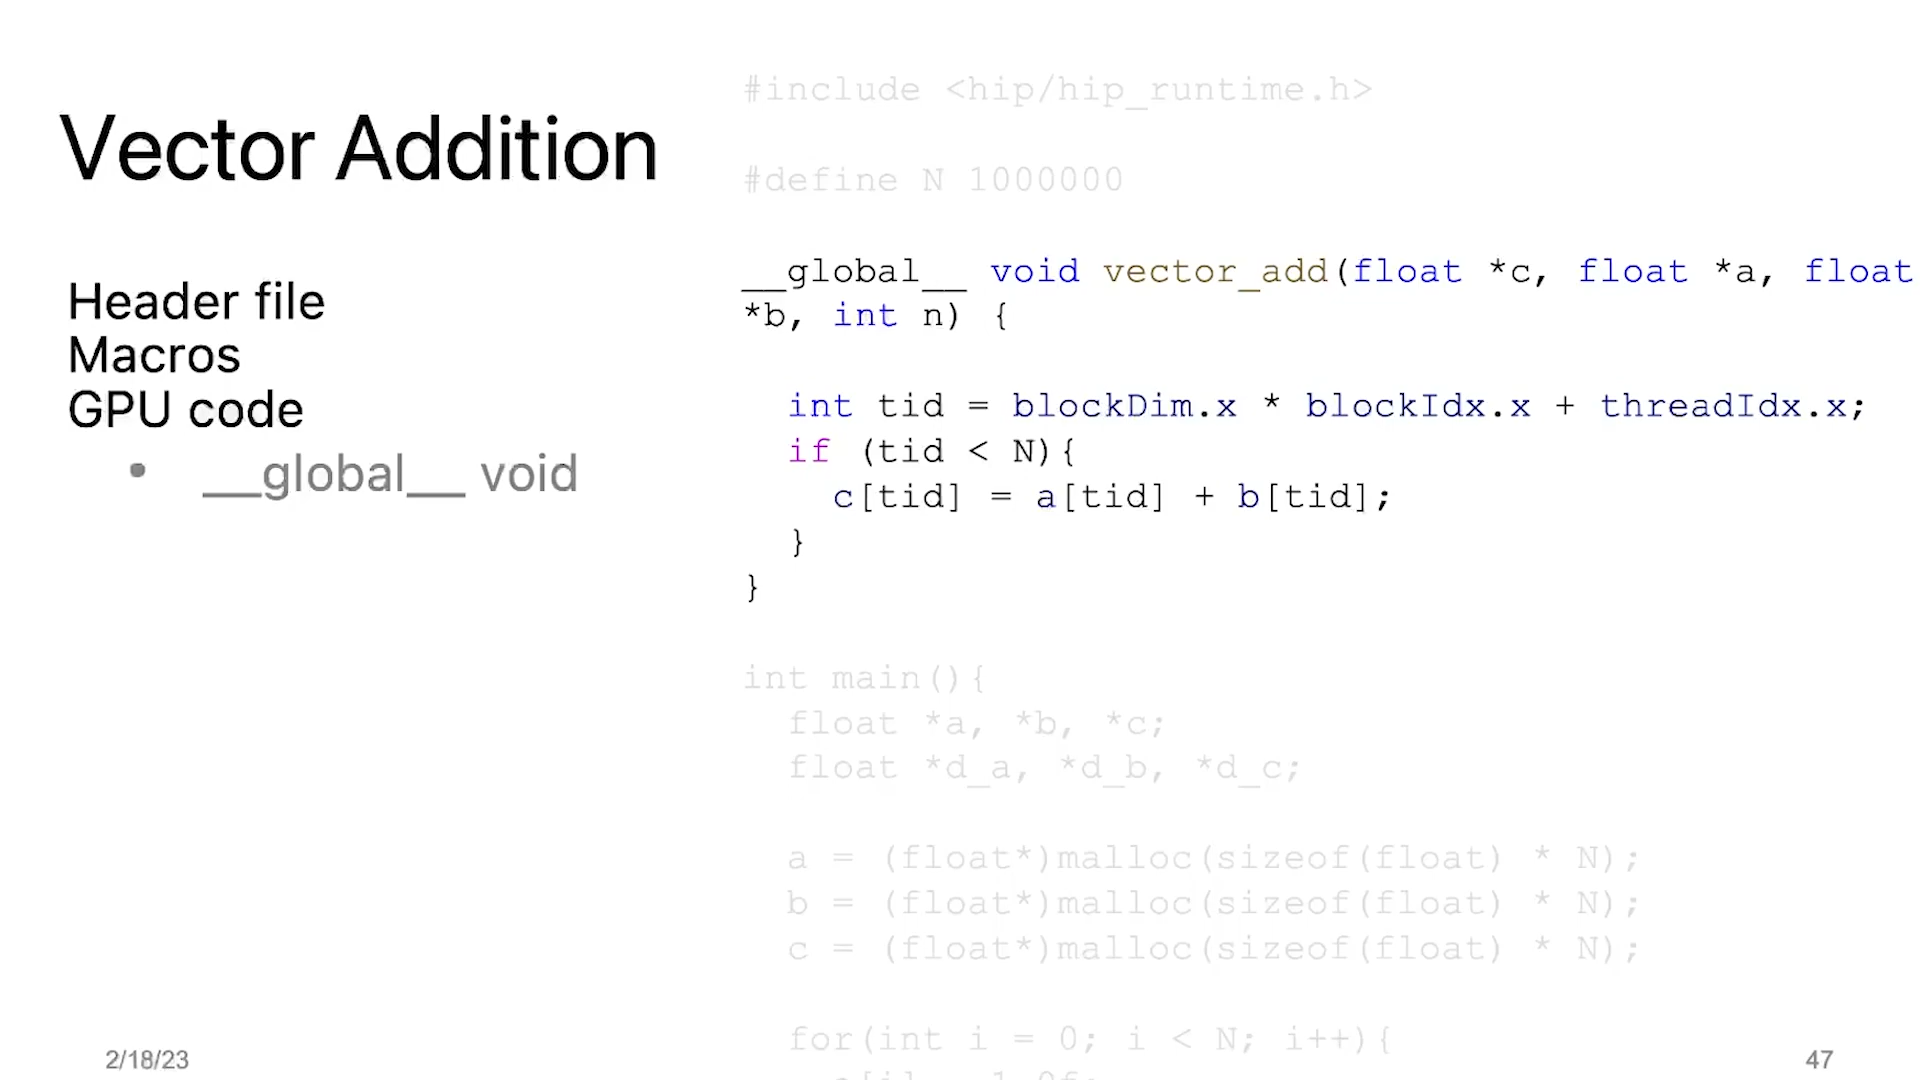 Vector Addition
Header file
Macros
GPU code
• __global__ void
#include <hip/hip_runtime.h>
#define N 1000000
__global__ void vector_add(float *c, float *a, float
*b, int n) {
int tid = blockDim.x * blockIdx.x + threadIdx.x;
if (tid < N){
c[tid] = a[tid] + b[tid];
}
}
int main(){
float *a, *b, *c;
float *d_a, *d_b, *d_c;
a = (float*)malloc(sizeof(float) * N);
b = (float*)malloc(sizeof(float) * N);
c = (float*)malloc(sizeof(float) * N);
for(int i = 0; i < N; i++){
2/18/23
47